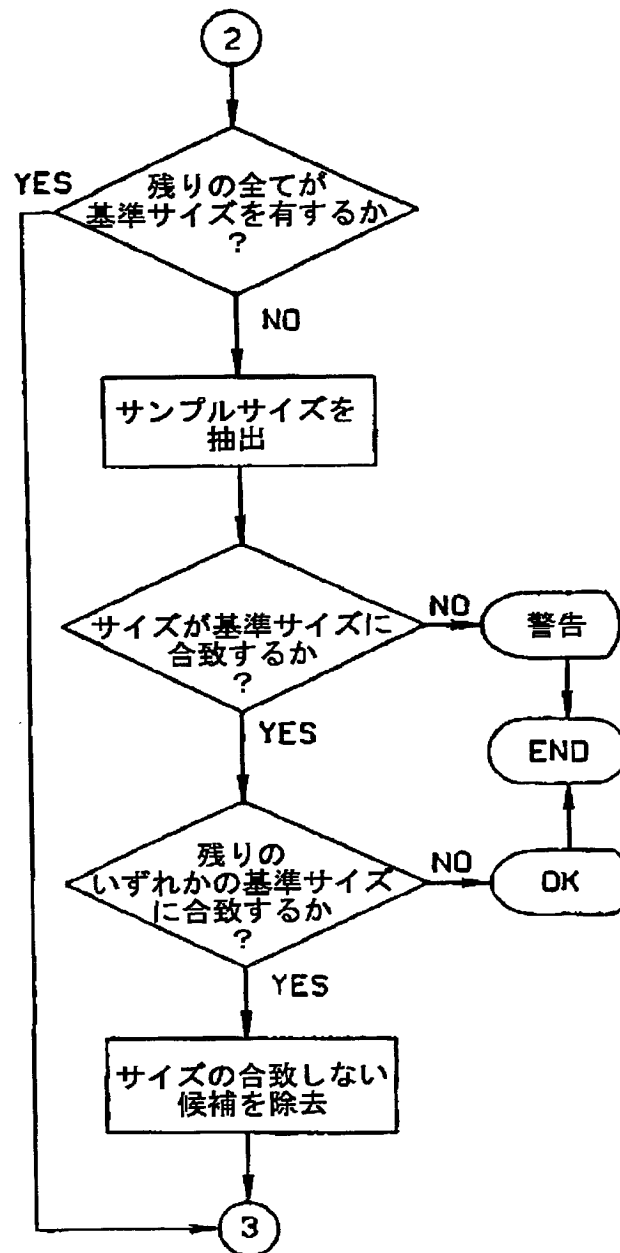 2
YES
残りの全てが
基準サイズを有するか
?
NO
サンプルサイズを
抽出
サイズが基準サイズに
合致するか
?
NO
警告
YES
END
残りの
いずれかの基準サイズ
に合致するか
?
NO
OK
YES
サイズの合致しない
候補を除去
3